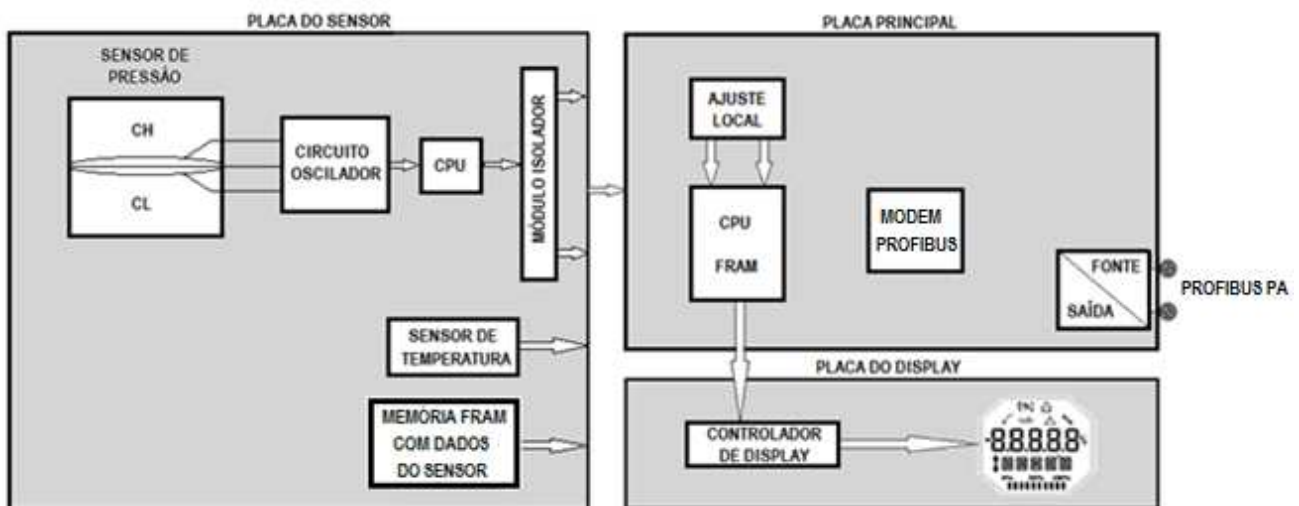 PLACA DO SENSOR
SENSOR DE
PRESSÃO
CH
CL
CIRCUITO
OSCILADOR
CPU
MÓDULO ISOLADOR
SENSOR DE
TEMPERATURA
MEMÓRIA FRAM
COM DADOS
DO SENSOR
PLACA PRINCIPAL
AJUSTE
LOCAL
CPU
FRAM
MODEM
PROFIBUS
FONTE
SAÍDA
PROFIBUS PA
PLACA DO DISPLAY
CONTROLADOR
DE DISPLAY
-8.8.8.8.8